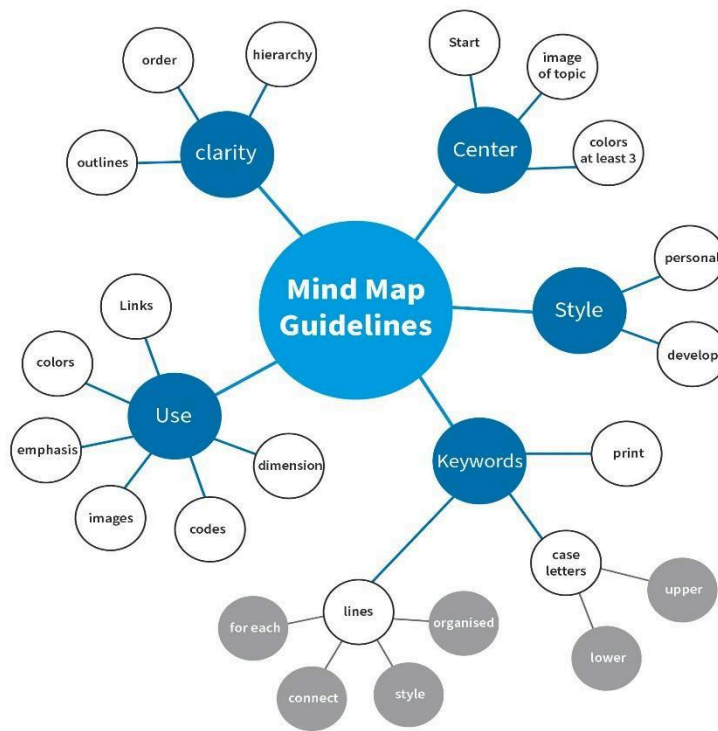 Mind Map
Guidelines
clarity
order
hierarchy
outlines
Center
Start
image
of topic
colors
at least 3
Style
personal
develop
Keywords
print
case
letters
upper
lower
lines
for each
connect
style
organised
Use
Links
colors
emphasis
images
codes
dimension